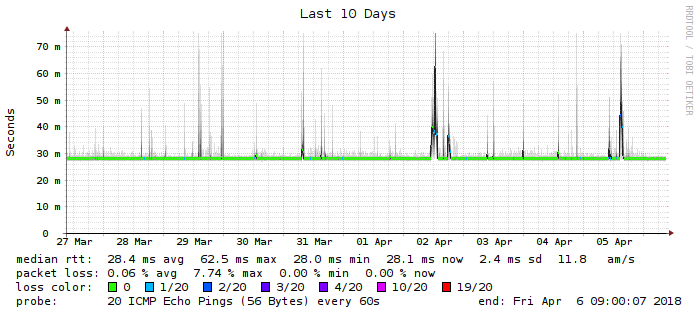 Last 10 Days
RRDTOOL / TOBI OETIKER
Seconds
70 m
60 m
50 m
40 m
30 m
20 m
10 m
0
27 Mar 28 Mar 29 Mar 30 Mar 31 Mar 01 Apr 02 Apr 03 Apr 04 Apr 05 Apr
median rtt: 28.4 ms avg 62.5 ms max 28.0 ms min 28.1 ms now 2.4 ms sd 11.8 am/s
packet loss: 0.06 % avg 7.74 % max 0.00 % min 0.00 % now
loss color: 0 1/20 2/20 3/20 4/20 10/20 19/20
probe: 20 ICMP Echo Pings (56 Bytes) every 60s end: Fri Apr 6 09:00:07 2018